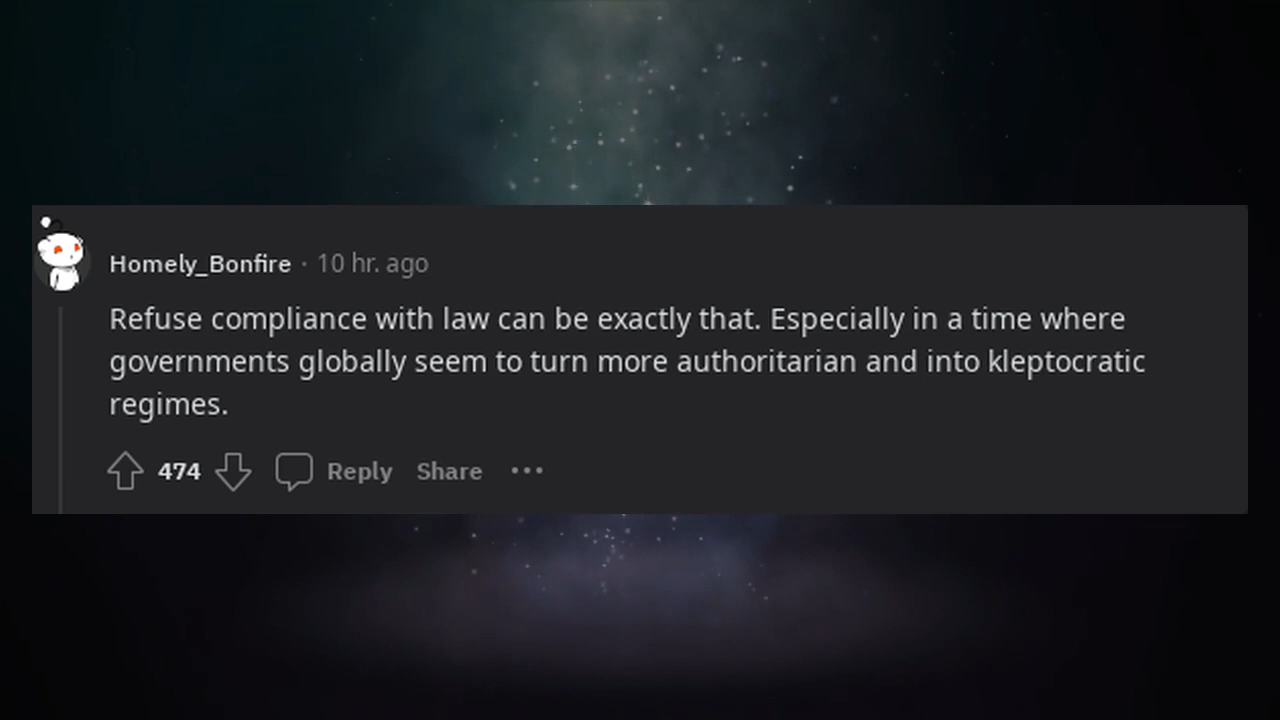 Homely_Bonfire · 10 hr. ago
Refuse compliance with law can be exactly that. Especially in a time where
governments globally seem to turn more authoritarian and into kleptocratic
regimes.
474 Reply Share •••